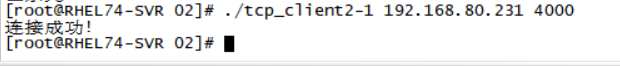 [root@RHEL74-SVR 02]# ./tcp_client2-1 192.168.80.231 4000
连接成功!
[root@RHEL74-SVR 02]#